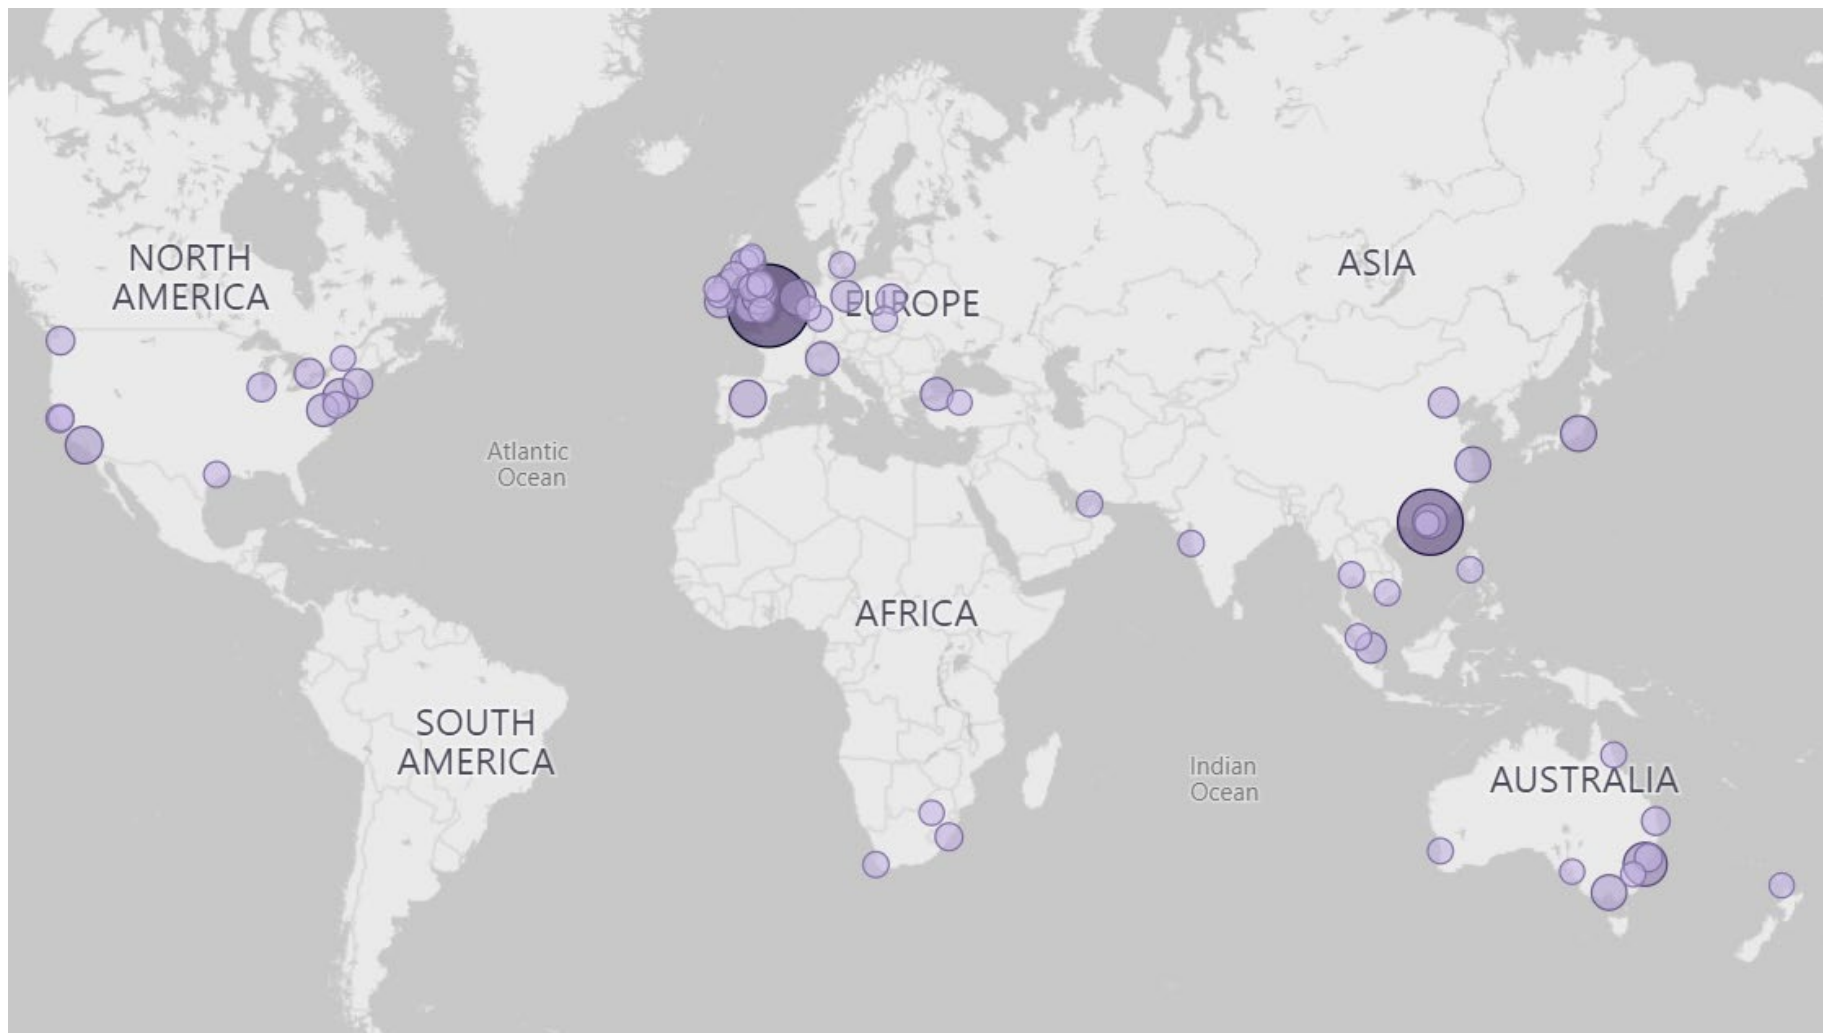 NORTH
AMERICA
ASIA
EUROPE
Atlantic
Ocean
AFRICA
SOUTH
AMERICA
Indian
Ocean
AUSTRALIA